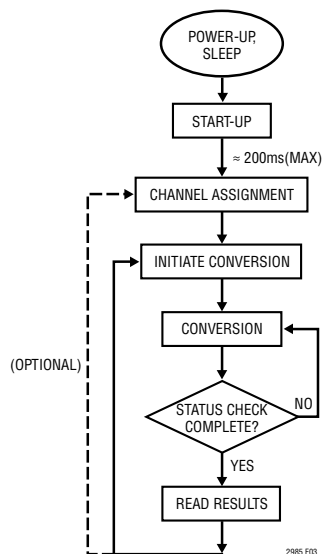 POWER-UP,
SLEEP
START-UP
≈ 200ms(MAX)
CHANNEL ASSIGNMENT
INITIATE CONVERSION
CONVERSION
(OPTIONAL)
STATUS CHECK
COMPLETE?
NO
YES
READ RESULTS
2985 F03